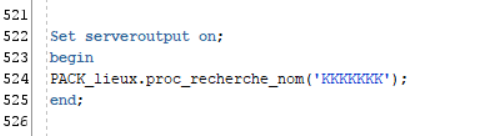 521
522 Set serveroutput on;
523 begin
524 PACK_lieux.proc_recherche_nom('KKKKKKK');
525 end;
526